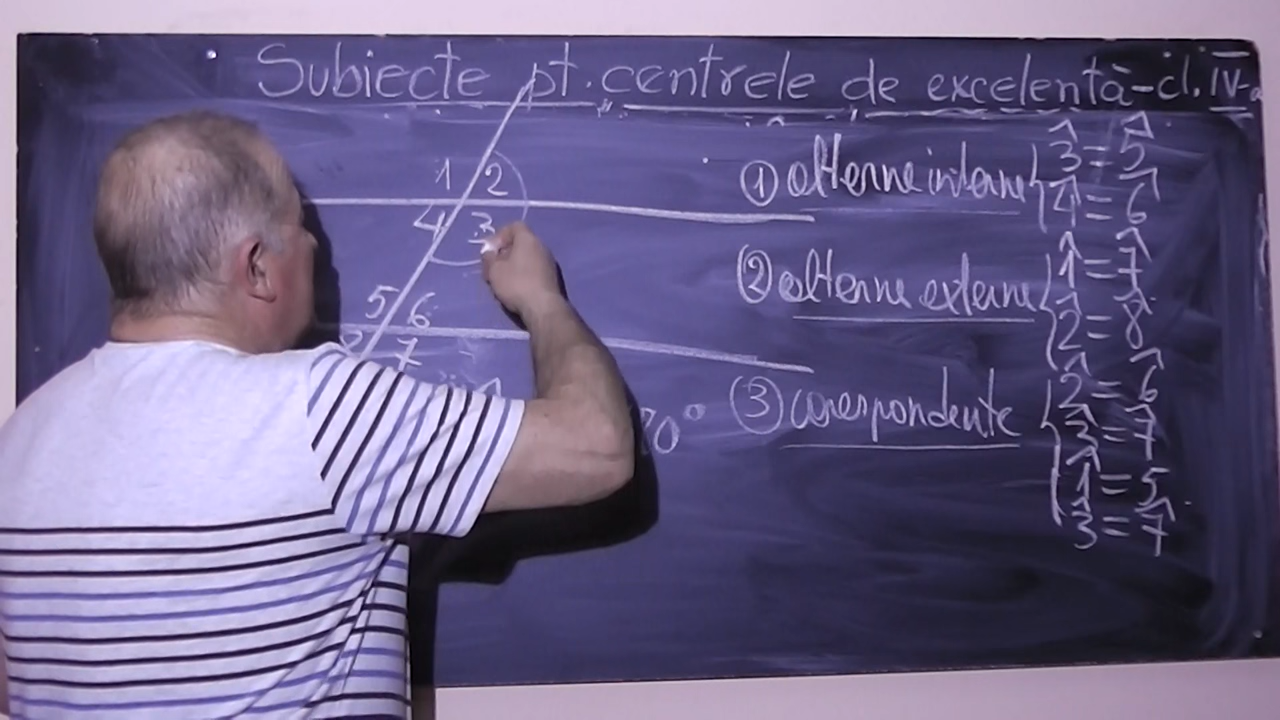 Subiecte pt. centrele de excelentă-cl. IV-a
1 2
4 3
5 6
8 7
① alterne interne { 3̂ = 5̂
4̂ = 6̂
② alterne externe { 1̂ = 7̂
2̂ = 8̂
③ corespondente { 2̂ = 6̂
3̂ = 7̂
1̂ = 5̂
3̂ = 7̂